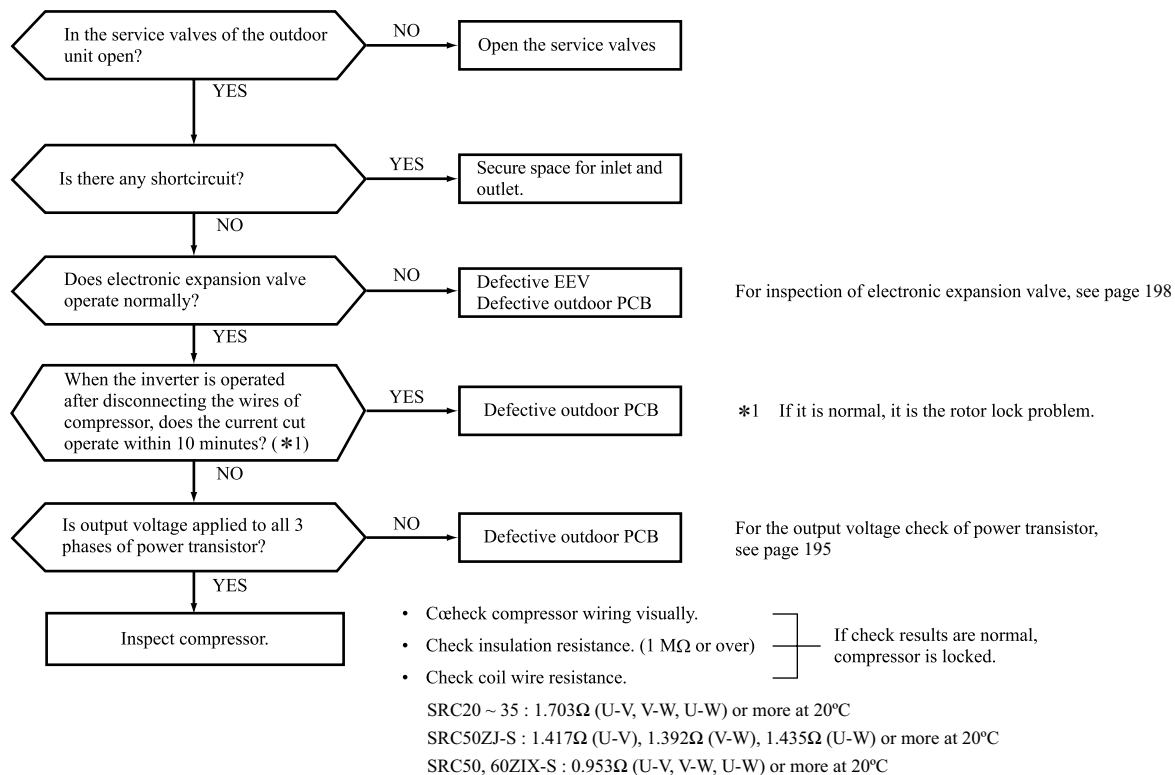 In the service valves of the outdoor
unit open?
NO
Open the service valves
YES
Is there any shortcircuit?
YES
Secure space for inlet and
outlet.
NO
Does electronic expansion valve
operate normally?
NO
Defective EEV
Defective outdoor PCB
For inspection of electronic expansion valve, see page 198
YES
When the inverter is operated
after disconnecting the wires of
compressor, does the current cut
operate within 10 minutes? (∗1)
YES
Defective outdoor PCB
∗1 If it is normal, it is the rotor lock problem.
NO
Is output voltage applied to all 3
phases of power transistor?
NO
Defective outdoor PCB
For the output voltage check of power transistor,
see page 195
YES
Inspect compressor.
• Cœheck compressor wiring visually.
• Check insulation resistance. (1 MΩ or over)
• Check coil wire resistance.
If check results are normal,
compressor is locked.
SRC20 ~ 35 : 1.703Ω (U-V, V-W, U-W) or more at 20ºC
SRC50ZJ-S : 1.417Ω (U-V), 1.392Ω (V-W), 1.435Ω (U-W) or more at 20ºC
SRC50, 60ZIX-S : 0.953Ω (U-V, V-W, U-W) or more at 20ºC